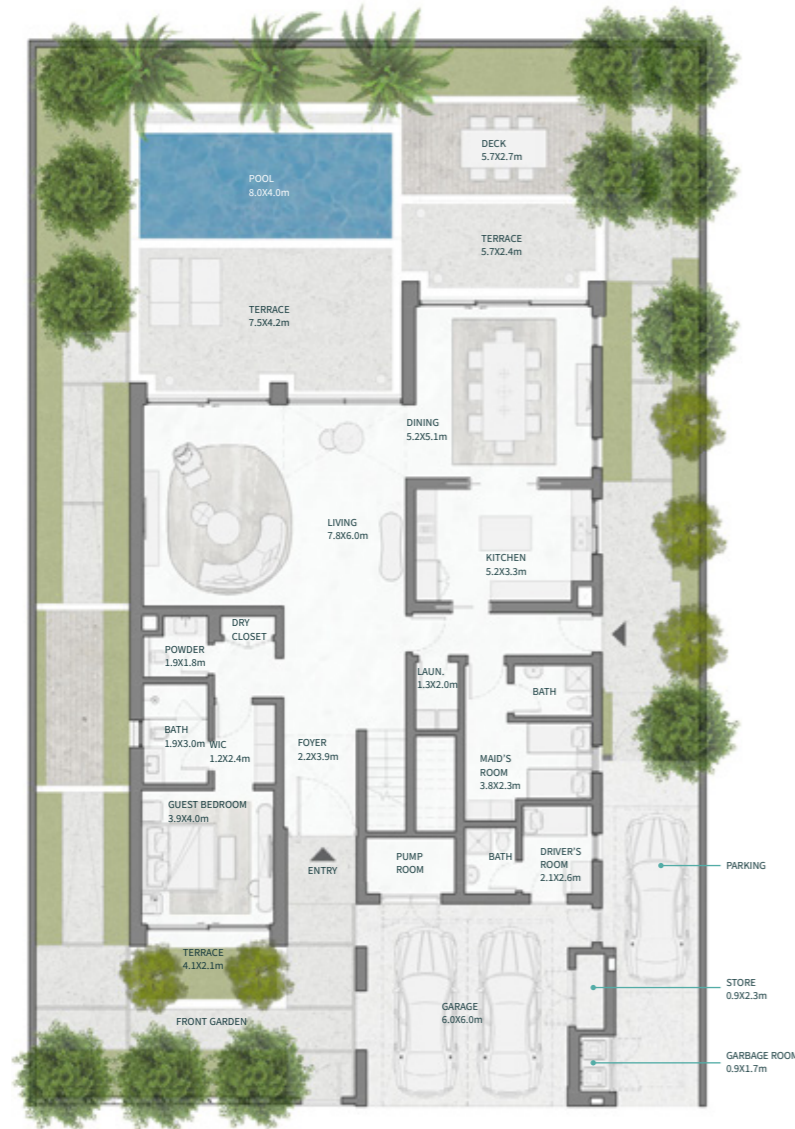 DECK
5.7X2.7m
POOL
8.0X4.0m
TERRACE
5.7X2.4m
TERRACE
7.5X4.2m
DINING
5.2X5.1m
LIVING
7.8X6.0m
KITCHEN
5.2X3.3m
DRY
CLOSET
POWDER
1.9X1.8m
LAUN.
1.3X2.0m
BATH
BATH
1.9X3.0m
WIC
1.2X2.4m
FOYER
2.2X3.9m
MAID'S
ROOM
3.8X2.3m
GUEST BEDROOM
3.9X4.0m
ENTRY
PUMP
ROOM
BATH
DRIVER'S
ROOM
2.1X2.6m
PARKING
TERRACE
4.1X2.1m
STORE
0.9X2.3m
GARAGE
6.0X6.0m
FRONT GARDEN
GARBAGE ROOM
0.9X1.7m